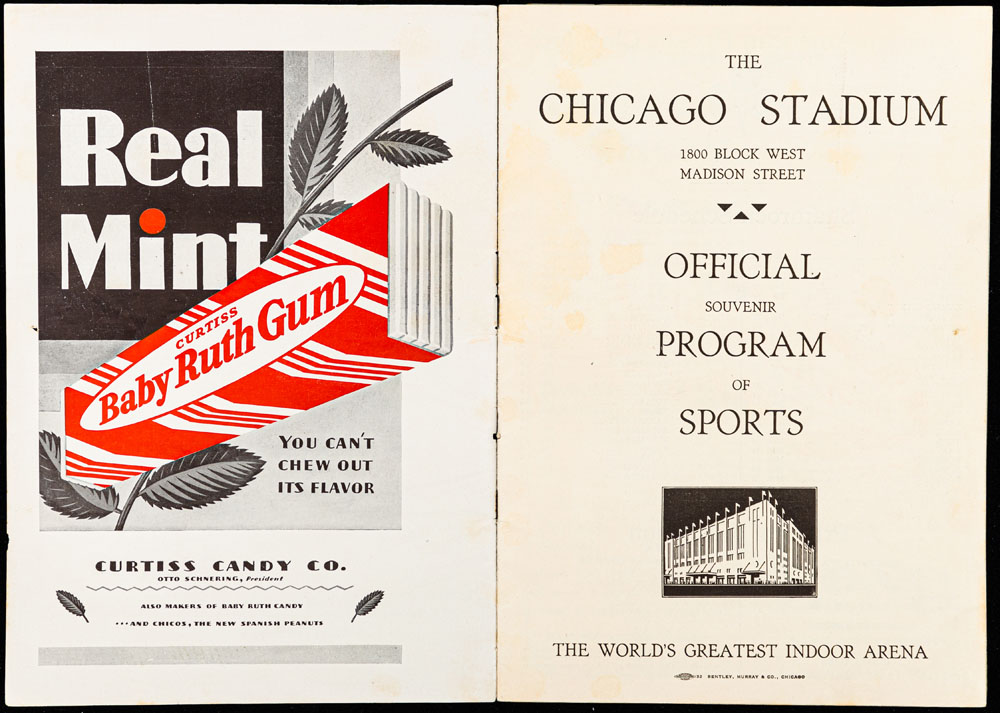 Real
Mint
CURTISS
Baby Ruth Gum
YOU CAN'T
CHEW OUT
ITS FLAVOR
CURTISS CANDY CO.
OTTO SCHNERING, President
ALSO MAKERS OF BABY RUTH CANDY
...AND CHICOS, THE NEW SPANISH PEANUTS
THE
CHICAGO STADIUM
1800 BLOCK WEST
MADISON STREET
OFFICIAL
SOUVENIR
PROGRAM
OF
SPORTS
THE WORLD'S GREATEST INDOOR ARENA
BENTLEY, MURRAY & CO., CHICAGO